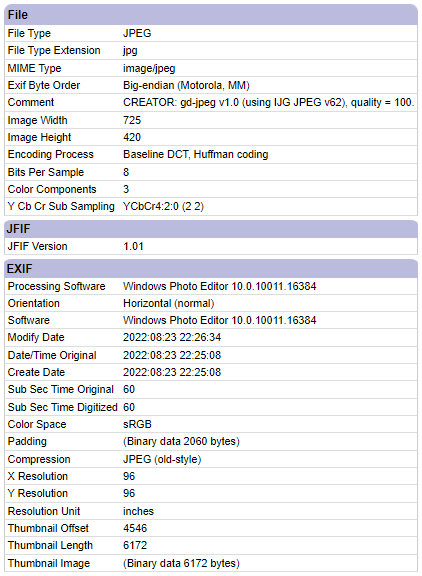 File
File Type JPEG
File Type Extension jpg
MIME Type image/jpeg
Exif Byte Order Big-endian (Motorola, MM)
Comment CREATOR: gd-jpeg v1.0 (using IJG JPEG v62), quality = 100.
Image Width 725
Image Height 420
Encoding Process Baseline DCT, Huffman coding
Bits Per Sample 8
Color Components 3
Y Cb Cr Sub Sampling YCbCr4:2:0 (2 2)
JFIF
JFIF Version 1.01
EXIF
Processing Software Windows Photo Editor 10.0.10011.16384
Orientation Horizontal (normal)
Software Windows Photo Editor 10.0.10011.16384
Modify Date 2022:08:23 22:26:34
Date/Time Original 2022:08:23 22:25:08
Create Date 2022:08:23 22:25:08
Sub Sec Time Original 60
Sub Sec Time Digitized 60
Color Space sRGB
Padding (Binary data 2060 bytes)
Compression JPEG (old-style)
X Resolution 96
Y Resolution 96
Resolution Unit inches
Thumbnail Offset 4546
Thumbnail Length 6172
Thumbnail Image (Binary data 6172 bytes)